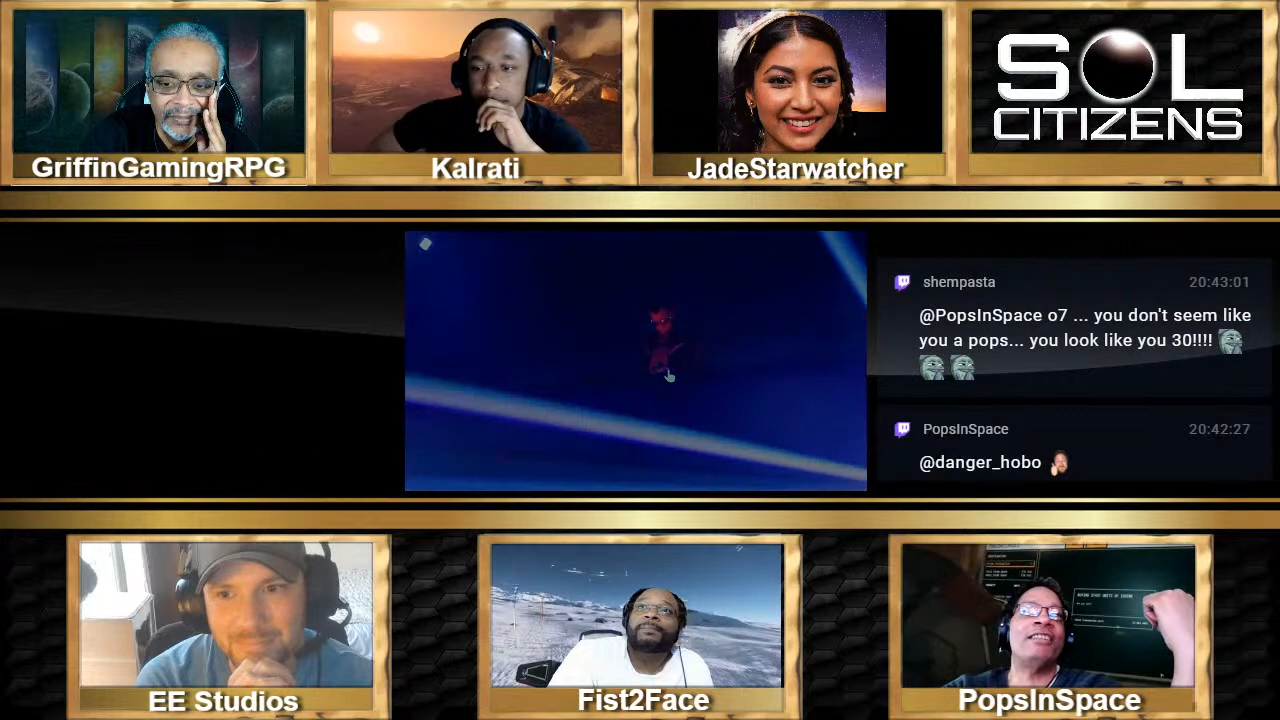 SOL
CITIZENS
GriffinGamingRPG
Kalrati
JadeStarwatcher
shempasta
20:43:01
@PopsInSpace o7 ... you don't seem like
you a pops... you look like you 30!!!!
PopsInSpace
20:42:27
@danger_hobo
EE Studios
Fist2Face
PopsInSpace